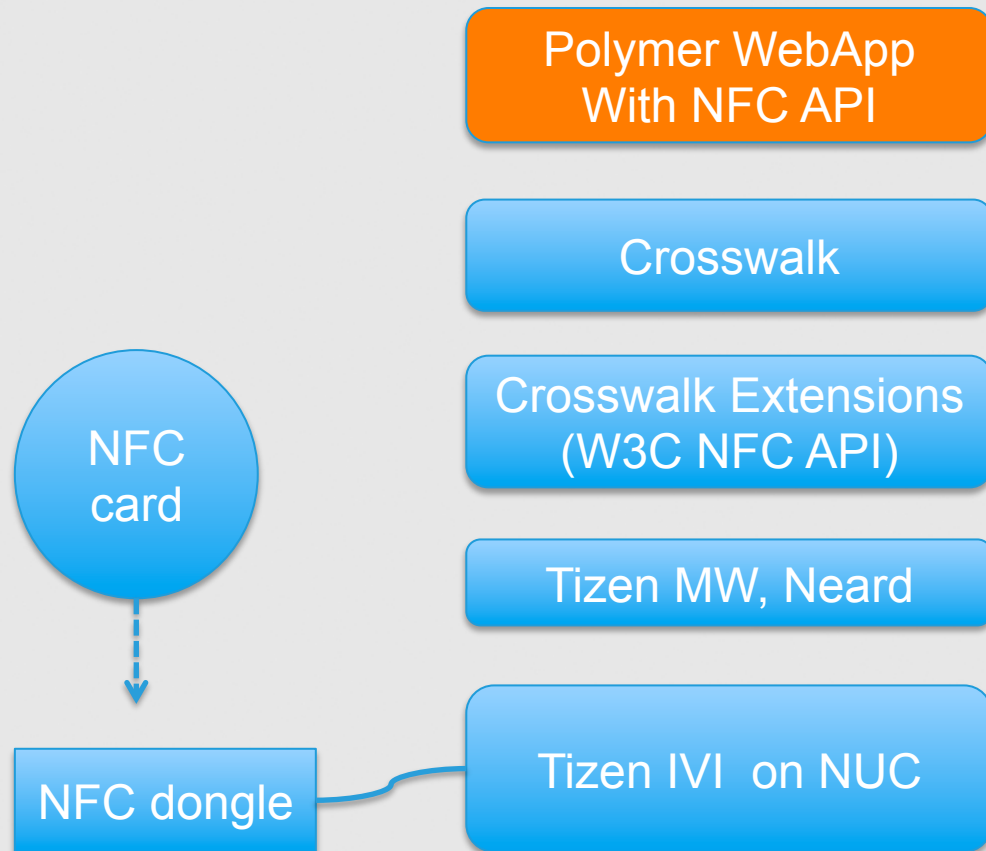 Polymer WebApp
With NFC API
Crosswalk
Crosswalk Extensions
(W3C NFC API)
NFC
card
Tizen MW, Neard
Tizen IVI on NUC
NFC dongle